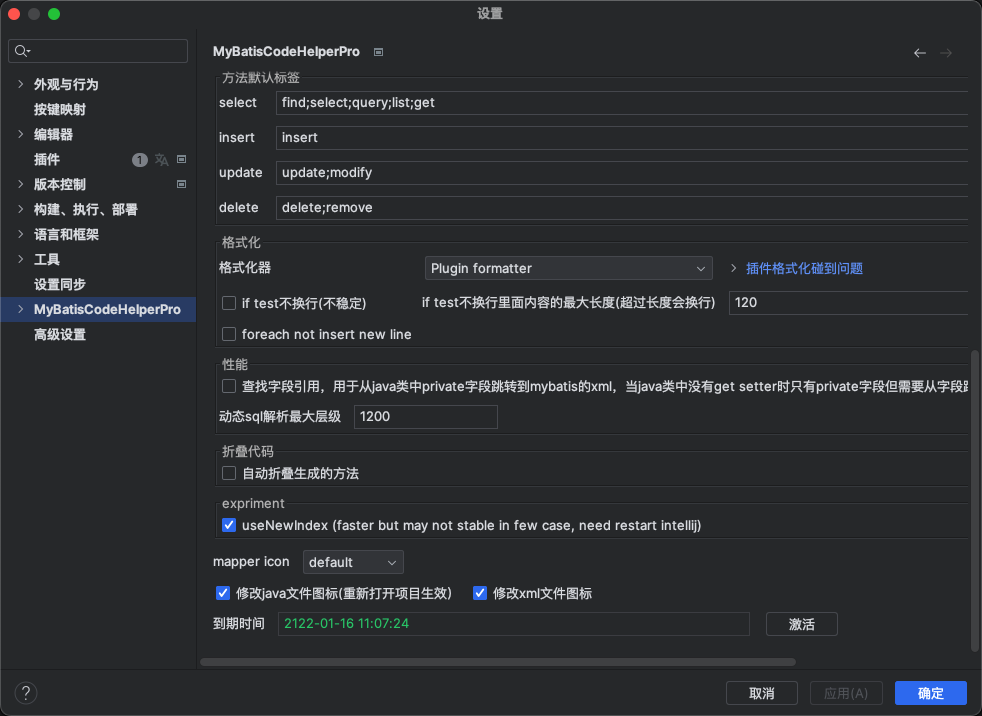 设置
外观与行为
按键映射
编辑器
插件 1
版本控制
构建、执行、部署
语言和框架
工具
设置同步
MyBatisCodeHelperPro
高级设置
MyBatisCodeHelperPro
方法默认标签
select find;select;query;list;get
insert insert
update update;modify
delete delete;remove
格式化
格式化器 Plugin formatter 插件格式化碰到问题
if test不换行(不稳定) if test不换行里面内容的最大长度(超过长度会换行) 120
foreach not insert new line
性能
查找字段引用，用于从java类中private字段跳转到mybatis的xml，当java类中没有get setter时只有private字段但需要从字段
动态sql解析最大层级 1200
折叠代码
自动折叠生成的方法
expriment
useNewIndex (faster but may not stable in few case, need restart intellij)
mapper icon default
修改java文件图标(重新打开项目生效) 修改xml文件图标
到期时间 2122-01-16 11:07:24 激活
? 取消 应用(A) 确定